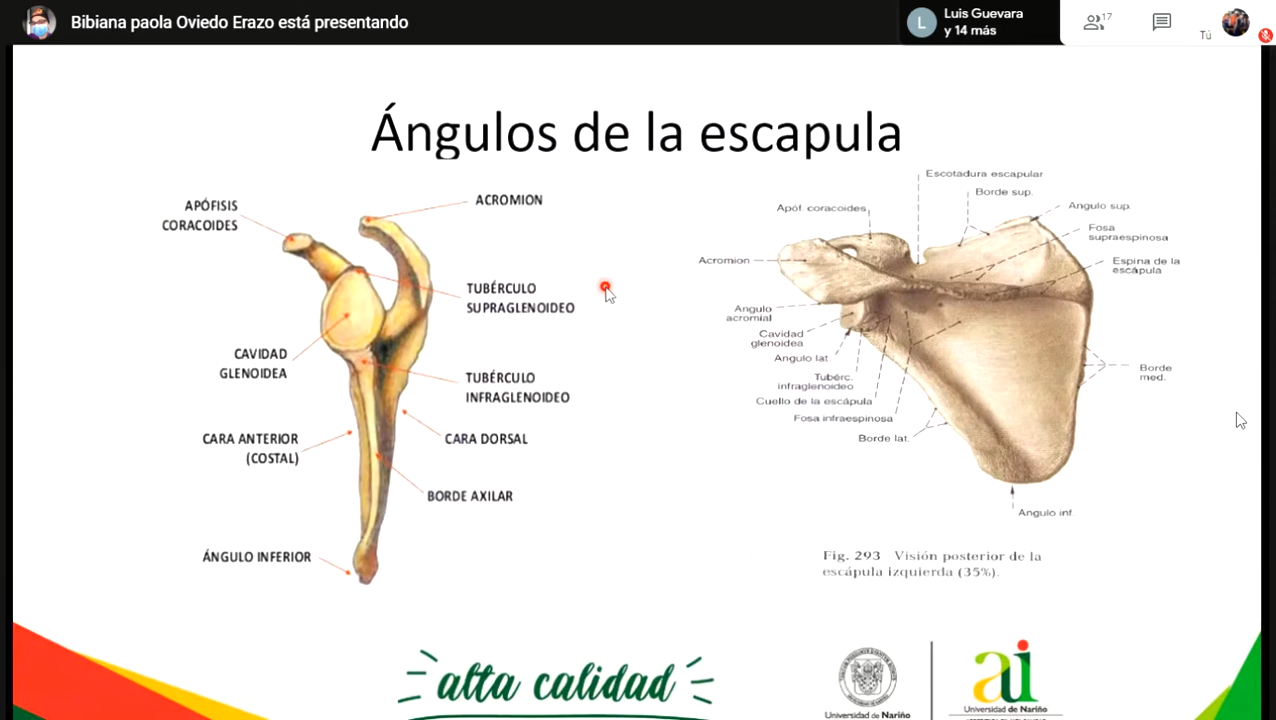 Bibiana paola Oviedo Erazo está presentando
L
Luis Guevara
y 14 más
17
Tú
Ángulos de la escapula
APÓFISIS
CORACOIDES
ACROMION
TUBÉRCULO
SUPRAGLENOIDEO
CAVIDAD
GLENOIDEA
TUBÉRCULO
INFRAGLENOIDEO
CARA ANTERIOR
(COSTAL)
CARA DORSAL
BORDE AXILAR
ÁNGULO INFERIOR
Escotadura escapular
Borde sup.
Apóf. coracoides
Angulo sup.
Fosa
supraespinosa
Acromion
Espina de la
escápula
Angulo
acromial
Cavidad
glenoidea
Angulo lat.
Tubérc.
infraglenoideo
Borde
med.
Cuello de la escápula
Fosa infraespinosa
Borde lat.
Angulo inf.
Fig. 293 Visión posterior de la
escápula izquierda (35%).
alta calidad
Universidad de Nariño
ai
Universidad de Nariño